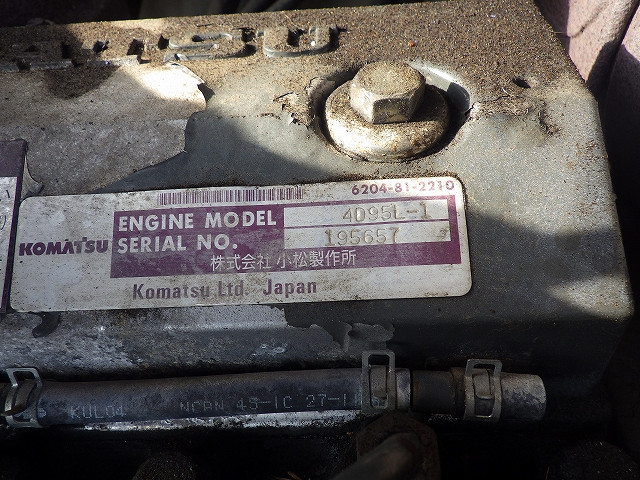 6204-81-2210
ENGINE MODEL 4D95L-1
KOMATSU SERIAL NO. 195657
株式会社 小松製作所
Komatsu Ltd. Japan
KUL04